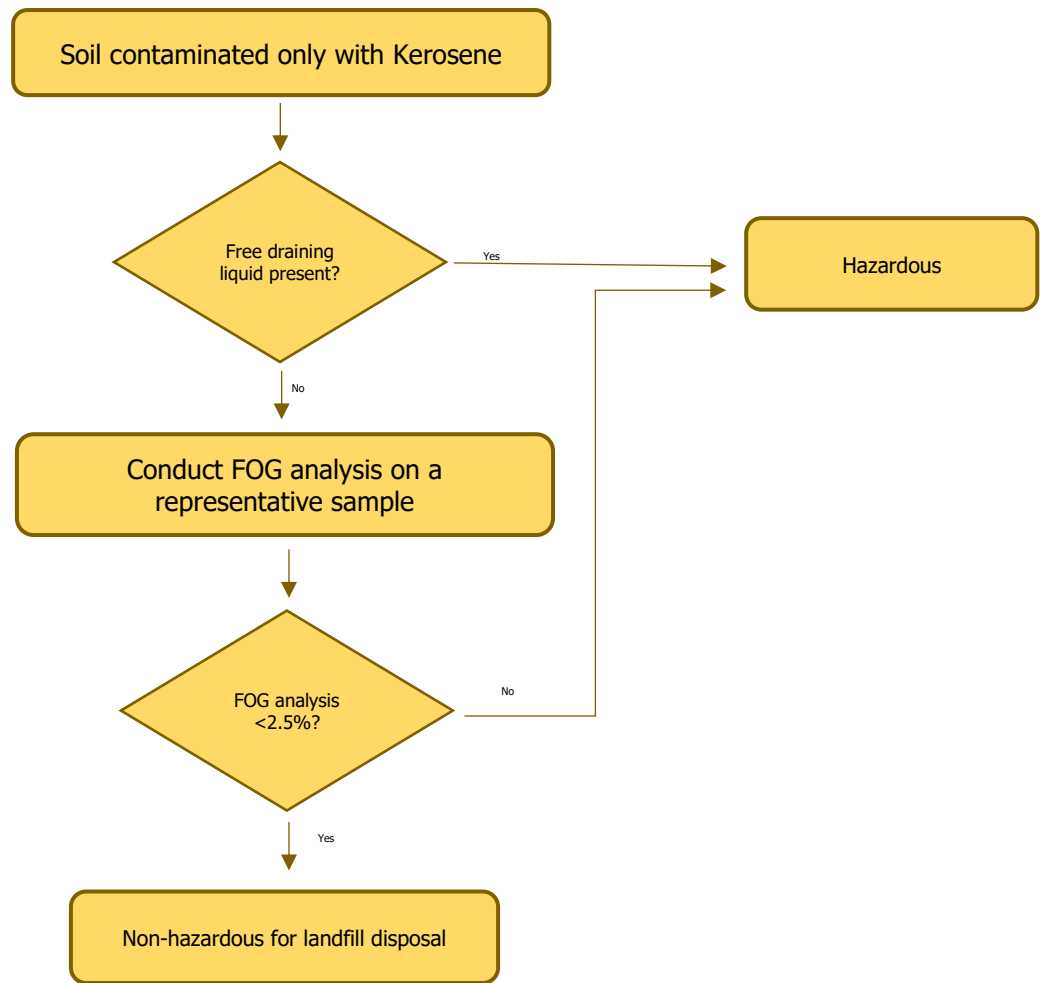 Soil contaminated only with Kerosene
Free draining
liquid present?
Yes
Hazardous
No
Conduct FOG analysis on a
representative sample
FOG analysis
<2.5%?
No
Yes
Non-hazardous for landfill disposal